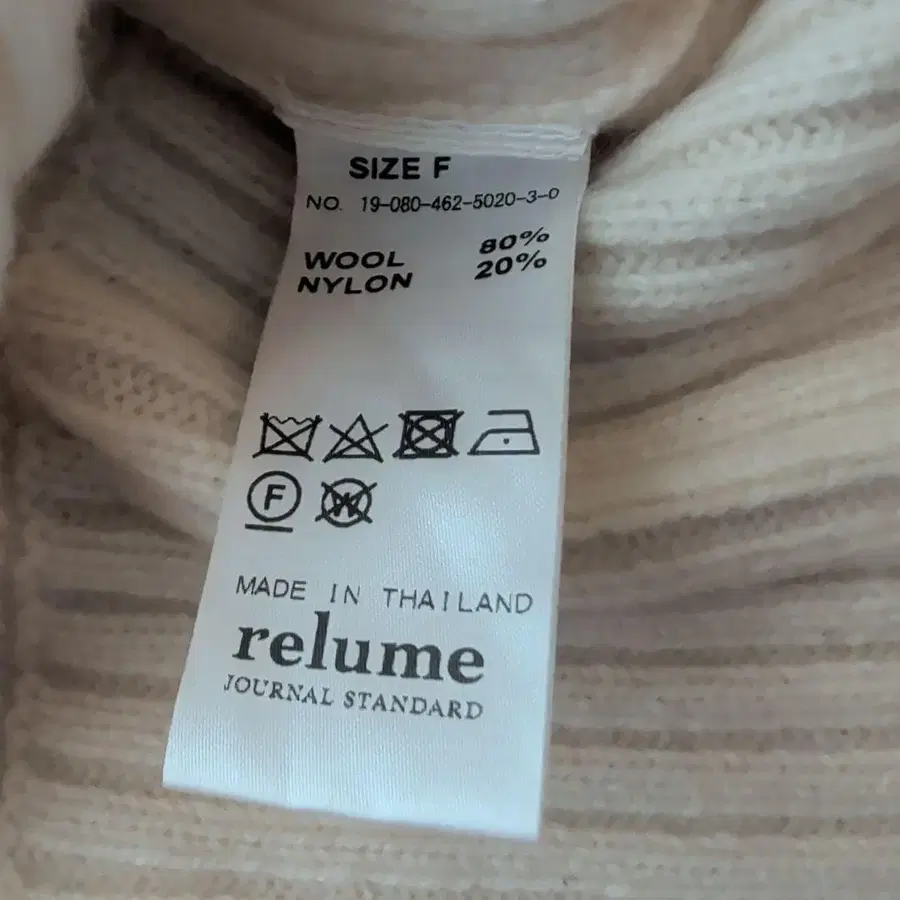 SIZE F
NO. 19-080-462-5020-3-0
WOOL 80%
NYLON 20%
F W
MADE IN THAILAND
relume
JOURNAL STANDARD